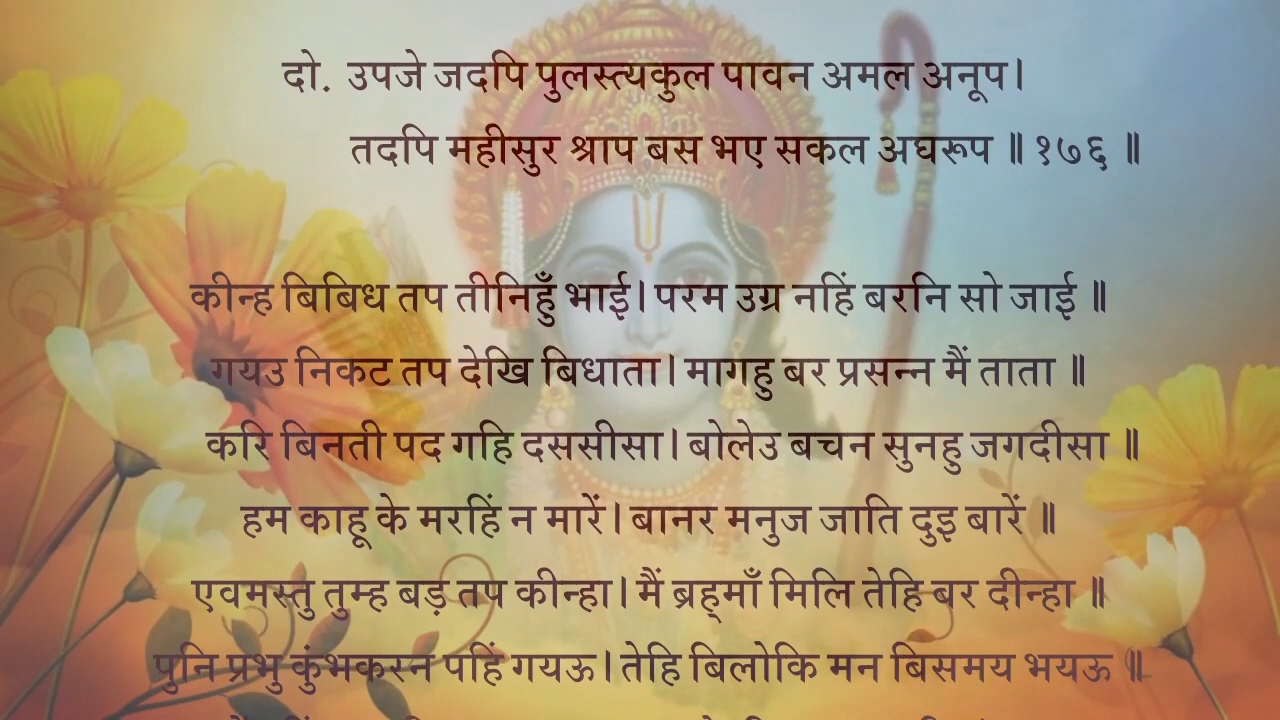 दो. उपजे जदपि पुलस्त्यकुल पावन अमल अनूप।
तदपि महीसुर श्राप बस भए सकल अघरूप ॥ १७६ ॥
कीन्ह बिबिध तप तीनिहुँ भाई। परम उग्र नहिं बरनि सो जाई ॥
गयउ निकट तप देखि बिधाता। मागहु बर प्रसन्न मैं ताता ॥
करि बिनती पद गहि दससीसा। बोलेउ बचन सुनहु जगदीसा ॥
हम काहू के मरहिं न मारें। बानर मनुज जाति दुइ बारें ॥
एवमस्तु तुम्ह बड़ तप कीन्हा। मैं ब्रह्माँ मिलि तेहि बर दीन्हा ॥
पुनि प्रभु कुंभकरन पहिं गयऊ। तेहि बिलोकि मन बिसमय भयऊ ॥